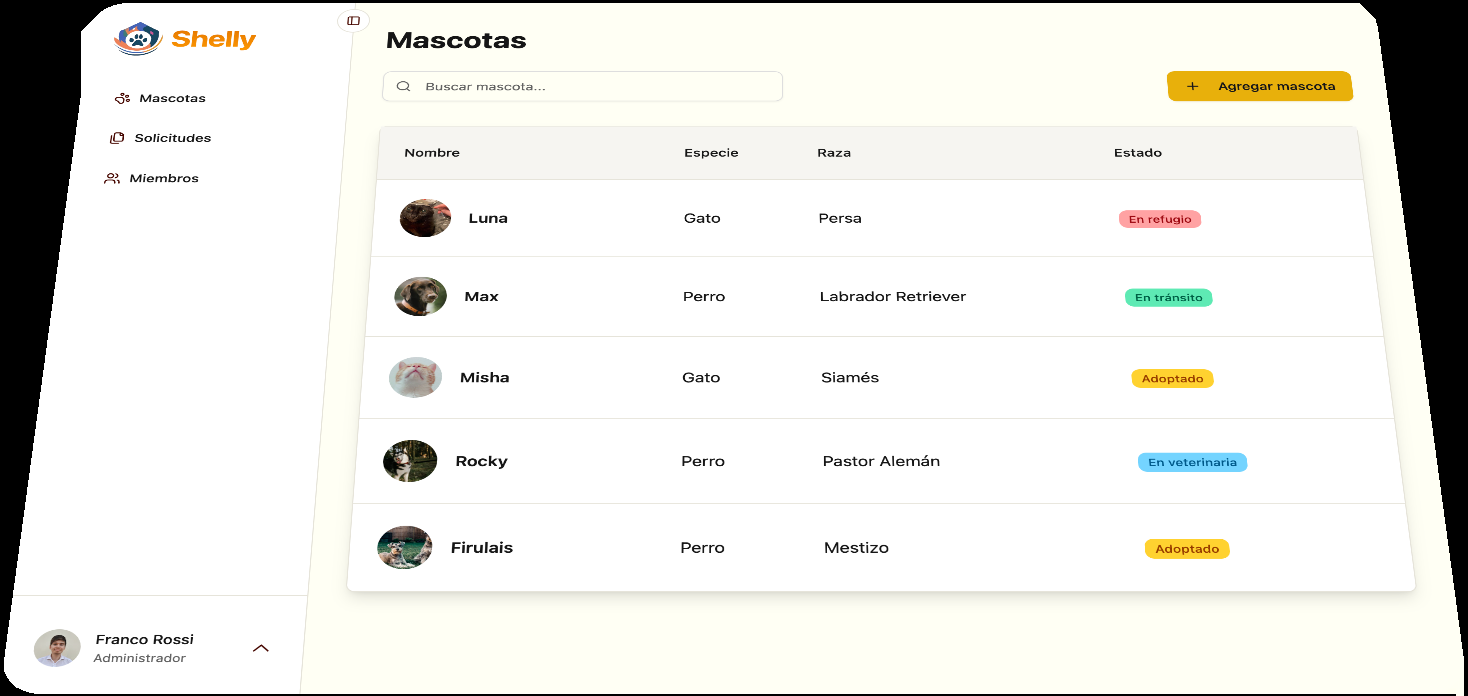 Shelly
Mascotas
Solicitudes
Miembros
Franco Rossi
Administrador
Mascotas
Buscar mascota...
+ Agregar mascota
Nombre Especie Raza Estado
Luna Gato Persa En refugio
Max Perro Labrador Retriever En tránsito
Misha Gato Siamés Adoptado
Rocky Perro Pastor Alemán En veterinaria
Firulais Perro Mestizo Adoptado